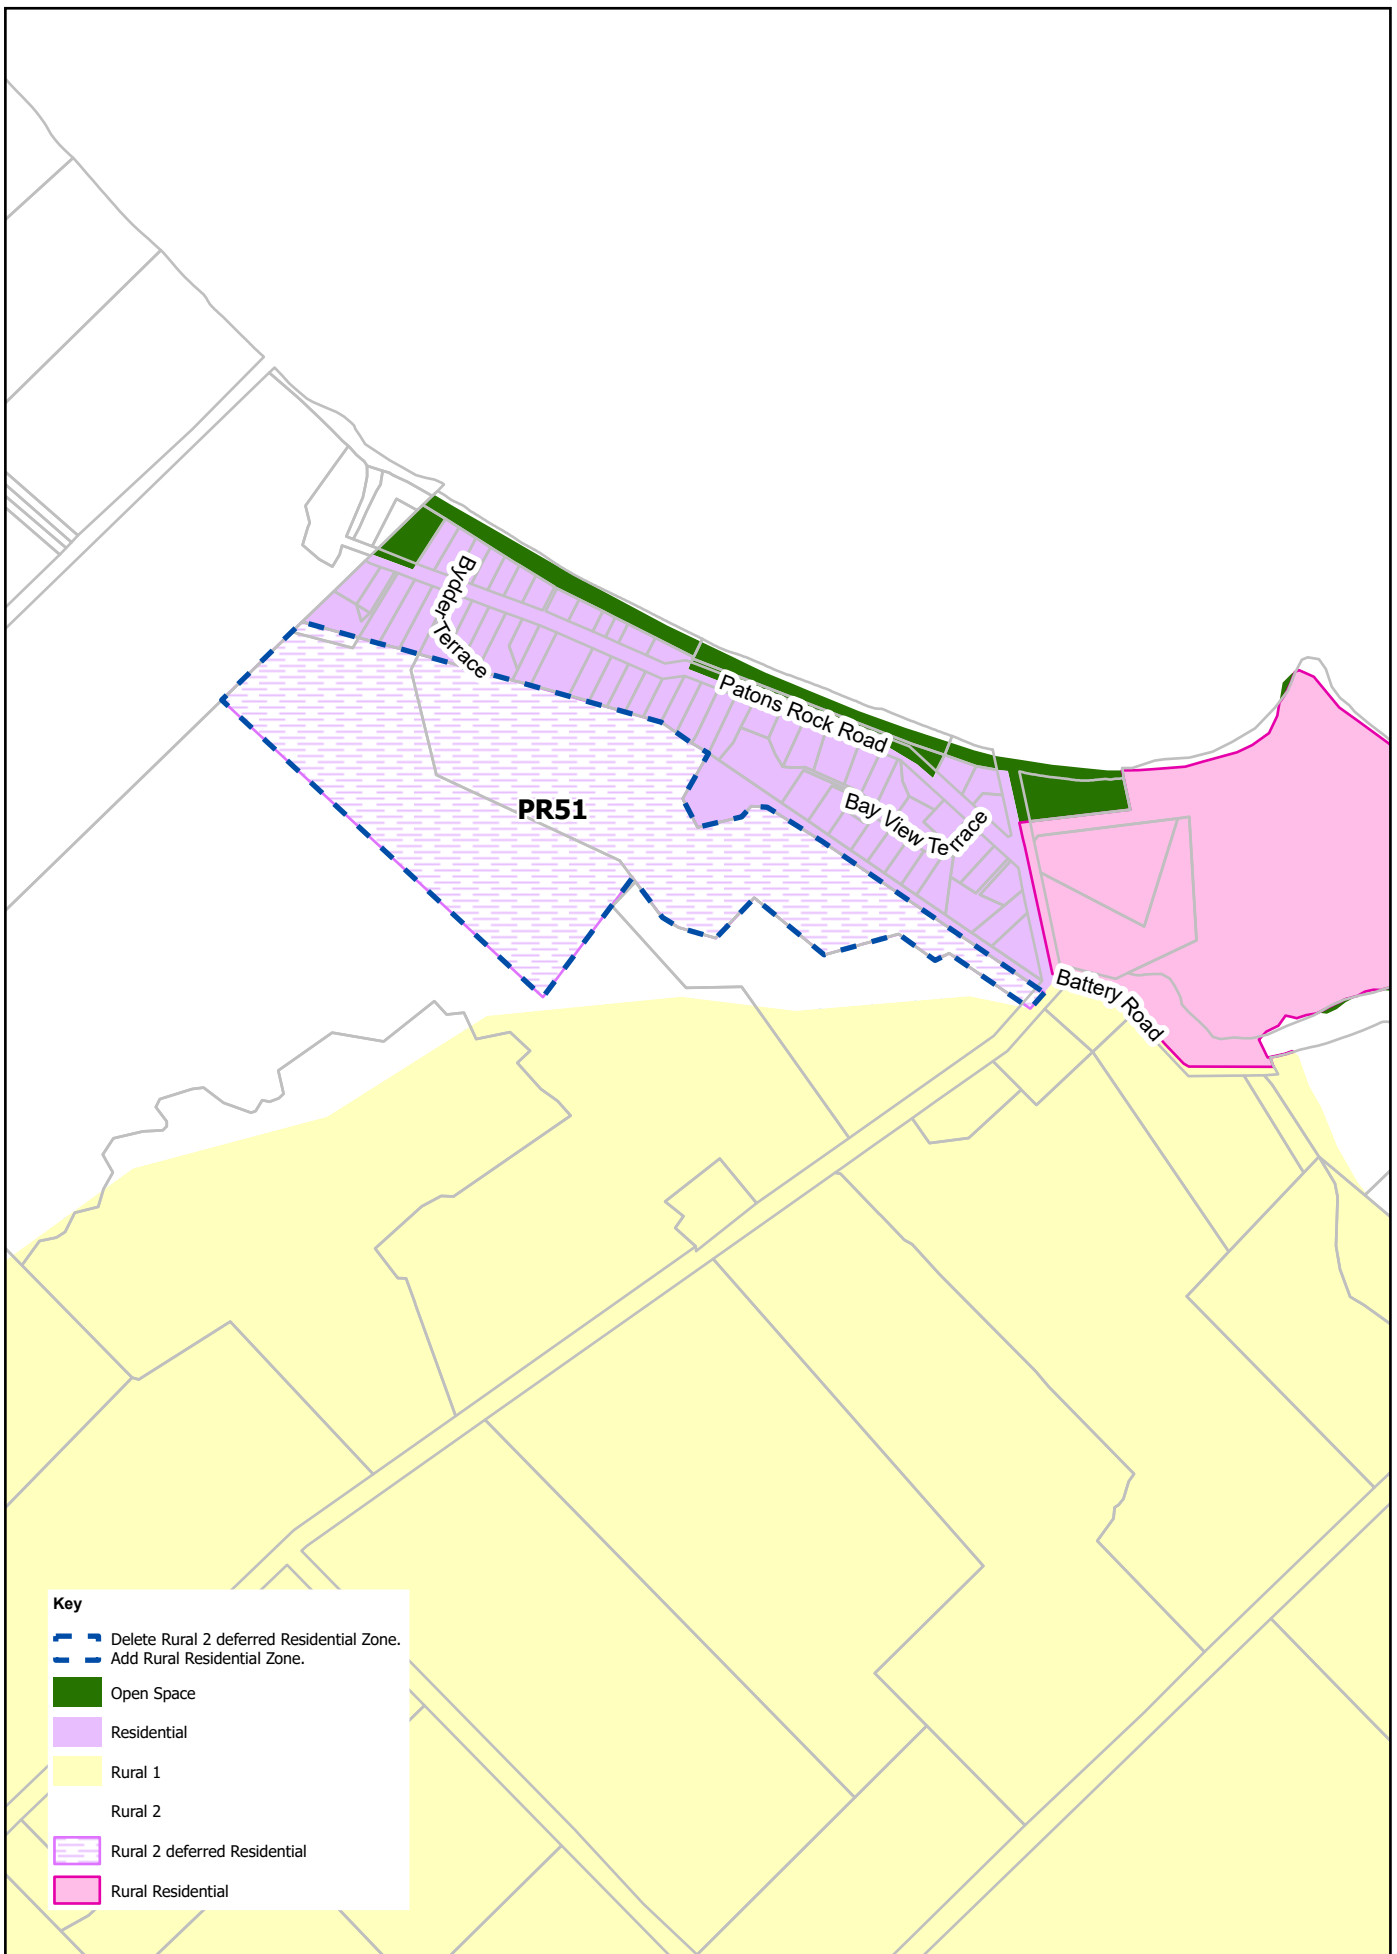 Bydder Terrace
Patons Rock Road
PR51
Bay View Terrace
Battery Road
Key
Delete Rural 2 deferred Residential Zone.
Add Rural Residential Zone.
Open Space
Residential
Rural 1
Rural 2
Rural 2 deferred Residential
Rural Residential